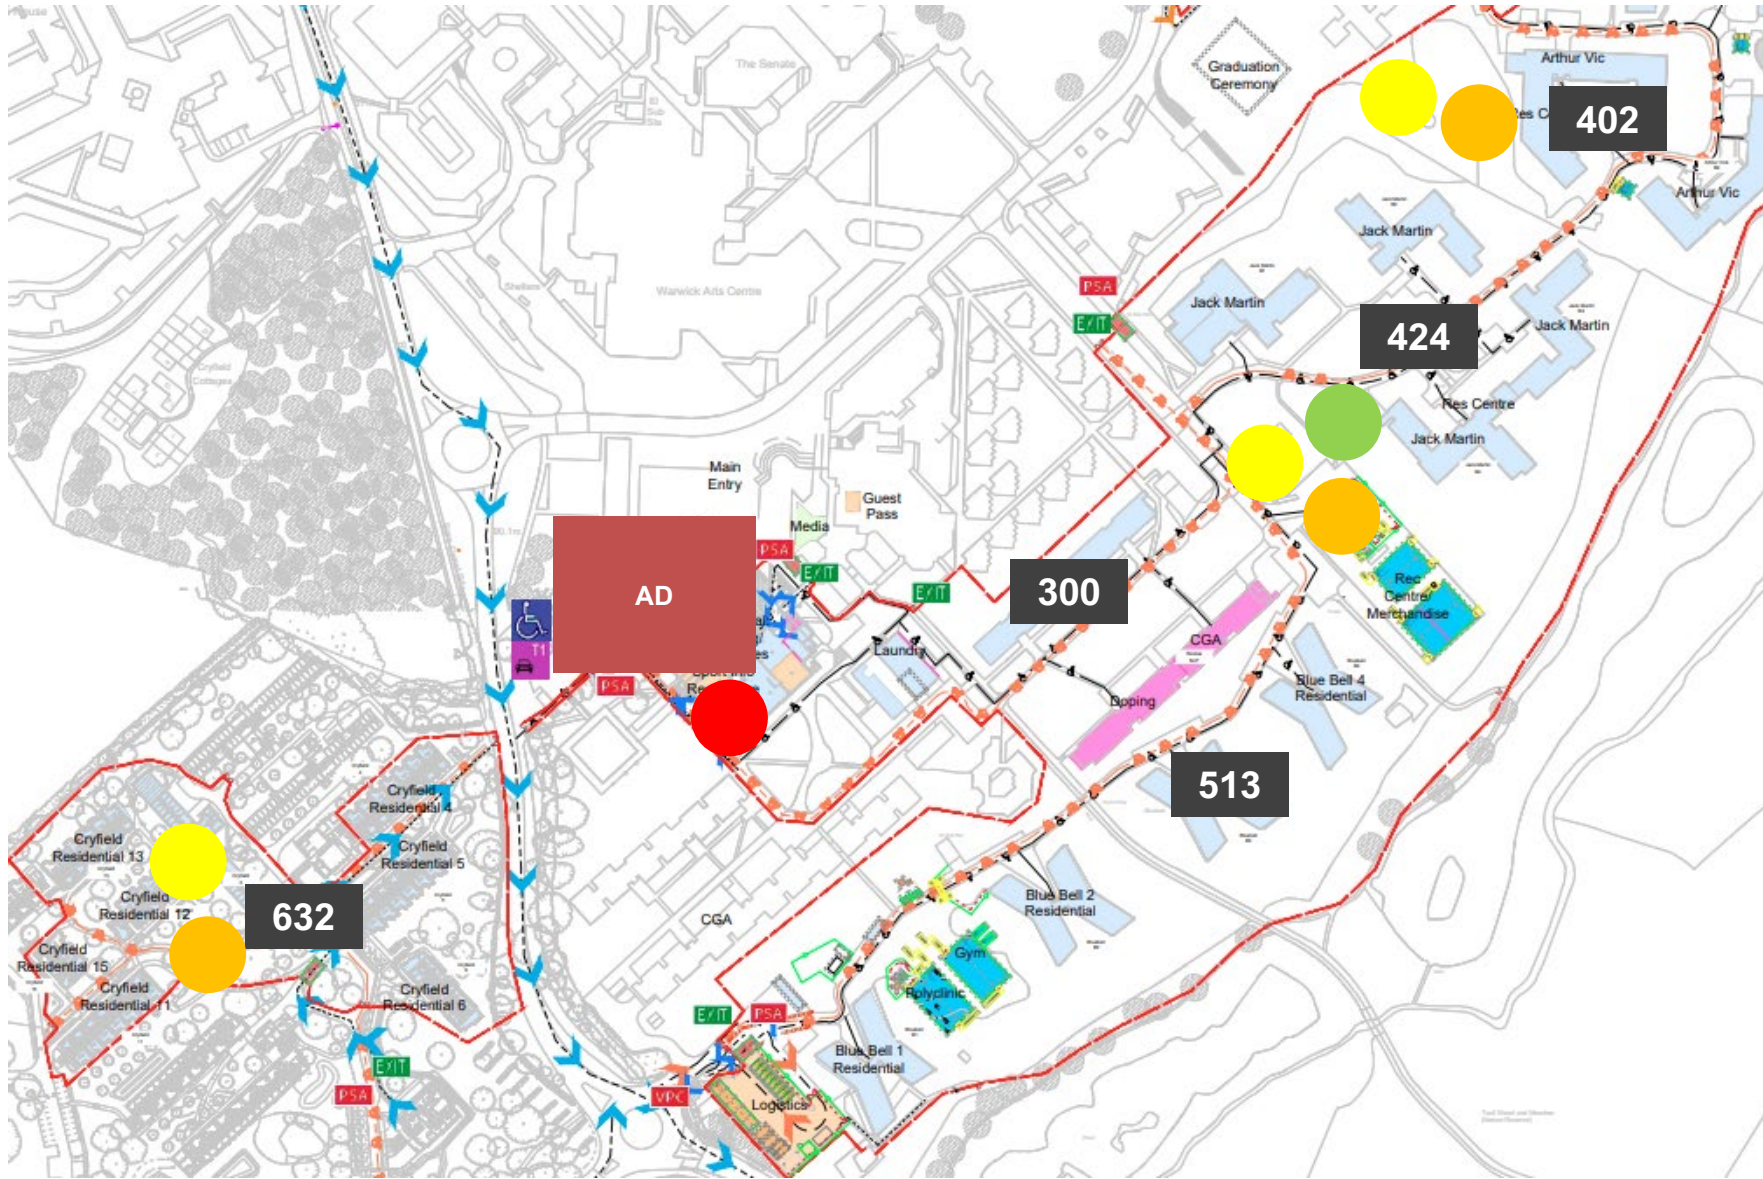 The Senate
Graduation
Ceremony
Arthur Vic
402
Arthur Vic
Jack Martin
Warwick Arts Centre
PSA
Jack Martin
EXIT
Jack Martin
424
Cryfield
Cottages
Res Centre
Jack Martin
Main
Entry
Guest
Pass
Media
PSA
EXIT
EXIT
AD
300
Rec
Centre/
Merchandise
T1
Laundry
CGA
PSA
Blue Bell 4
Residential
Dpping
513
Cryfield
Residential 4
Cryfield
Residential 13
Cryfield
Residential 5
Cryfield
Residential 12
632
Blue Bell 2
Residential
CGA
Cryfield
Residential 15
Gym
Cryfield
Residential 11
Cryfield
Residential 6
Polyclinic
EXIT
PSA
Blue Bell 1
Residential
EXIT
PSA
VPC
Logistics